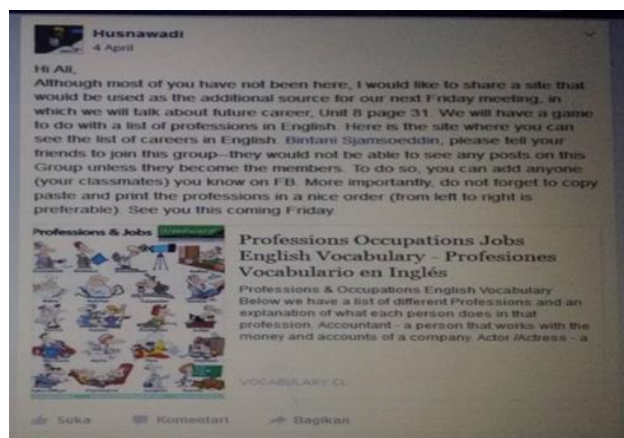 Husnawadi
4 April
Hi All,
Although most of you have not been here, I would like to share a site that
would be used as the additional source for our next Friday meeting, in
which we will talk about future career, Unit 8 page 31. We will have a game
to do with a list of professions in English. Here is the site where you can
see the list of careers in English. Bintani Sjamsoeddin, please tell your
friends to join this group--they would not be able to see any posts on this
Group unless they become the members. To do so, you can add anyone
(your classmates) you know on FB. More importantly, do not forget to copy
paste and print the professions in a nice order (from left to right is
preferable). See you this coming Friday
Professions & Jobs Woodward
Professions Occupations Jobs
English Vocabulary - Profesiones
Vocabulario en Inglés
Professions & Occupations English Vocabulary
Below we have a list of different Professions and an
explanation of what each person does in that
profession. Accountant - a person that works with the
money and accounts of a company. Actor /Actress - a
VOCABULARY.CL
Suka Komentari Bagikan